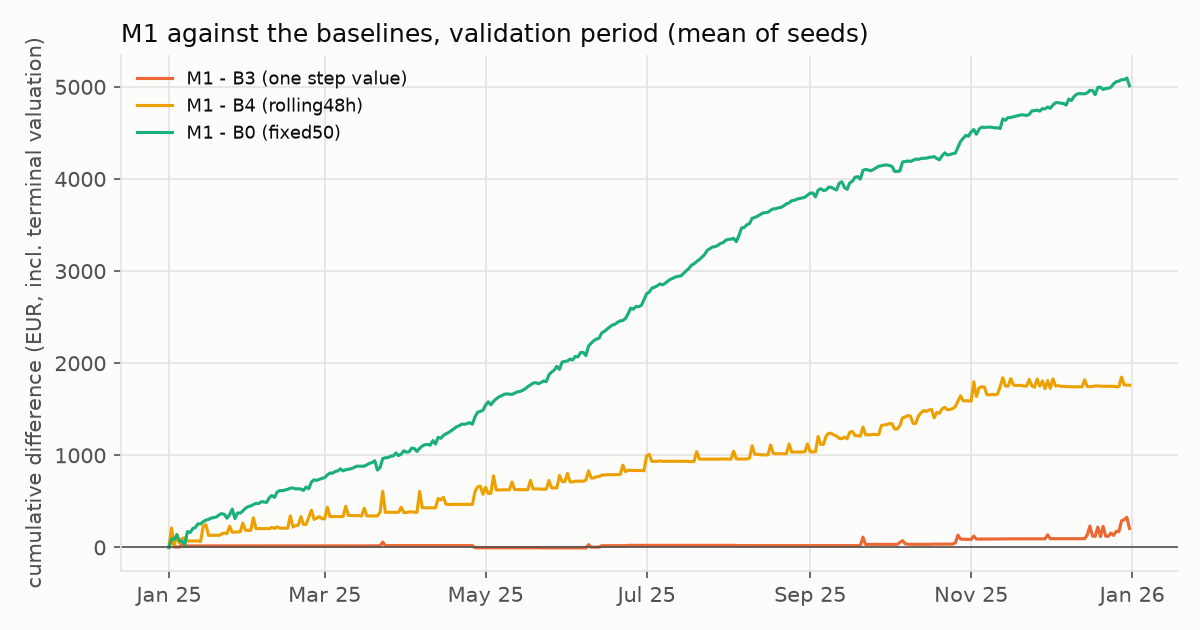 M1 against the baselines, validation period (mean of seeds)
cumulative difference (EUR, incl. terminal valuation)
M1 - B3 (one step value)
M1 - B4 (rolling48h)
M1 - B0 (fixed50)
5000
4000
3000
2000
1000
0
Jan 25 Mar 25 May 25 Jul 25 Sep 25 Nov 25 Jan 26